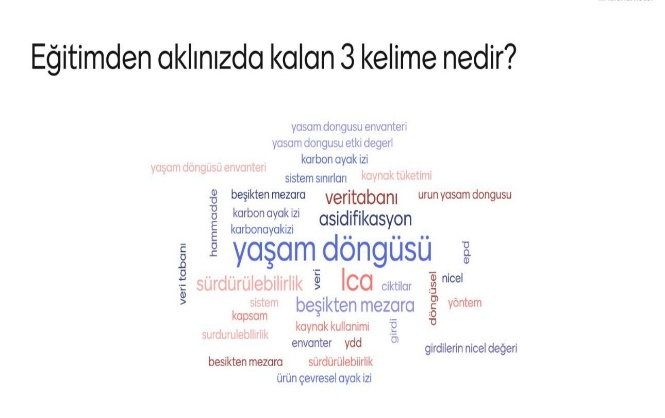 Eğitimden aklınızda kalan 3 kelime nedir?
yasam dongusu envanteri
yasam dongusu etki degerl
karbon ayak izi
yaşam döngüsü envanteri
sistem sınırları
kaynak tüketimi
hammadde
beşikten mezara
veritabanı
urun yasam dongusu
karbon ayak izi
asidifikasyon
karbonayakizi
yaşam döngüsü
epd
veri tabanı
sürdürülebilirlik
veri
lca
ciktilar
döngüsel
nicel
sistem
beşikten mezara
yöntem
kapsam
kaynak kullanimi
girdi
surdurulebilirlik
envanter
ydd
girdilerin nicel değeri
besikten mezara
sürdürülebiirlik
ürün çevresel ayak izi